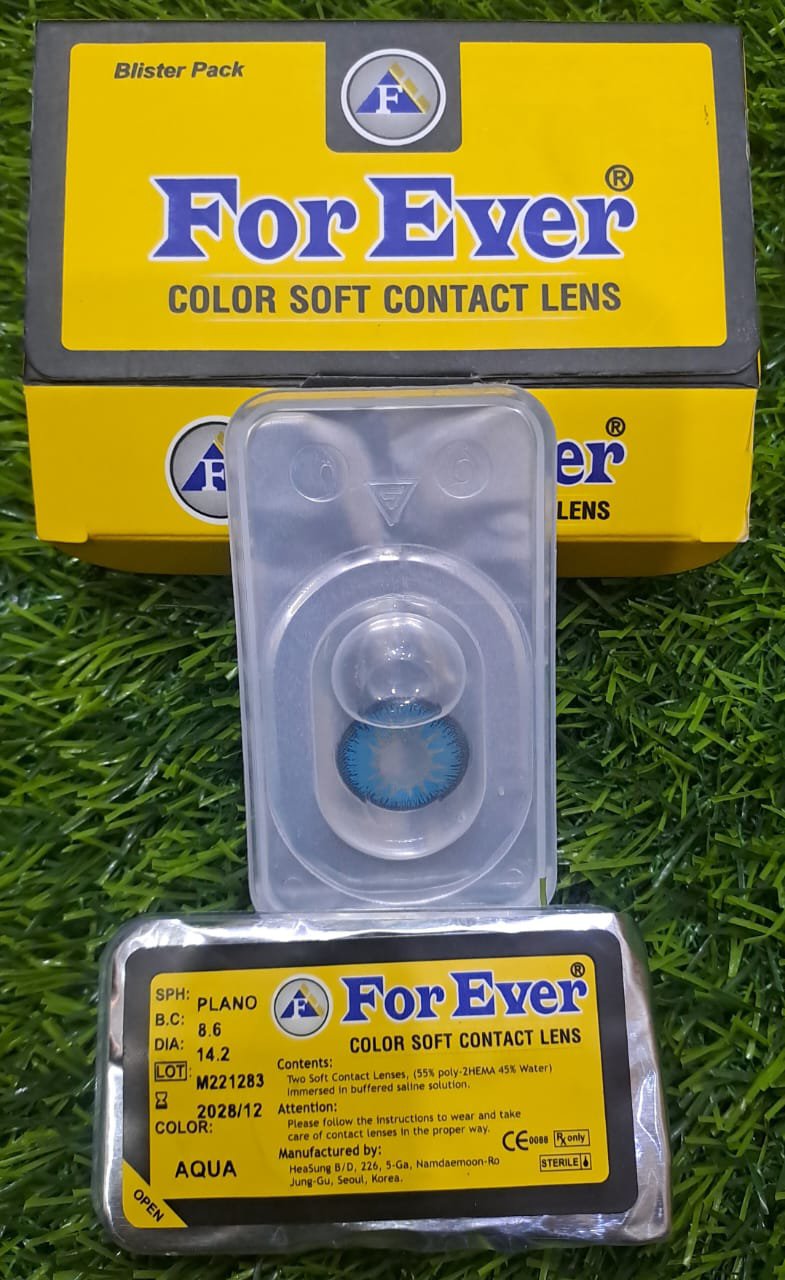 Blister Pack
F
For Ever®
COLOR SOFT CONTACT LENS
F
er®
LENS
SPH: PLANO
B.C: 8.6
DIA: 14.2
LOT: M221283
2028/12
COLOR:
AQUA
OPEN
F
For Ever®
COLOR SOFT CONTACT LENS
Contents:
Two Soft Contact Lenses, (55% poly-2HEMA 45% Water)
immersed in buffered saline solution.
Attention:
Please follow the instructions to wear and take
care of contact lenses in the proper way.
Manufactured by:
HeaSung B/D, 226, 5-Ga, Namdaemoon-Ro
Jung-Gu, Seoul, Korea.
CE0088 Rx only
STERILE